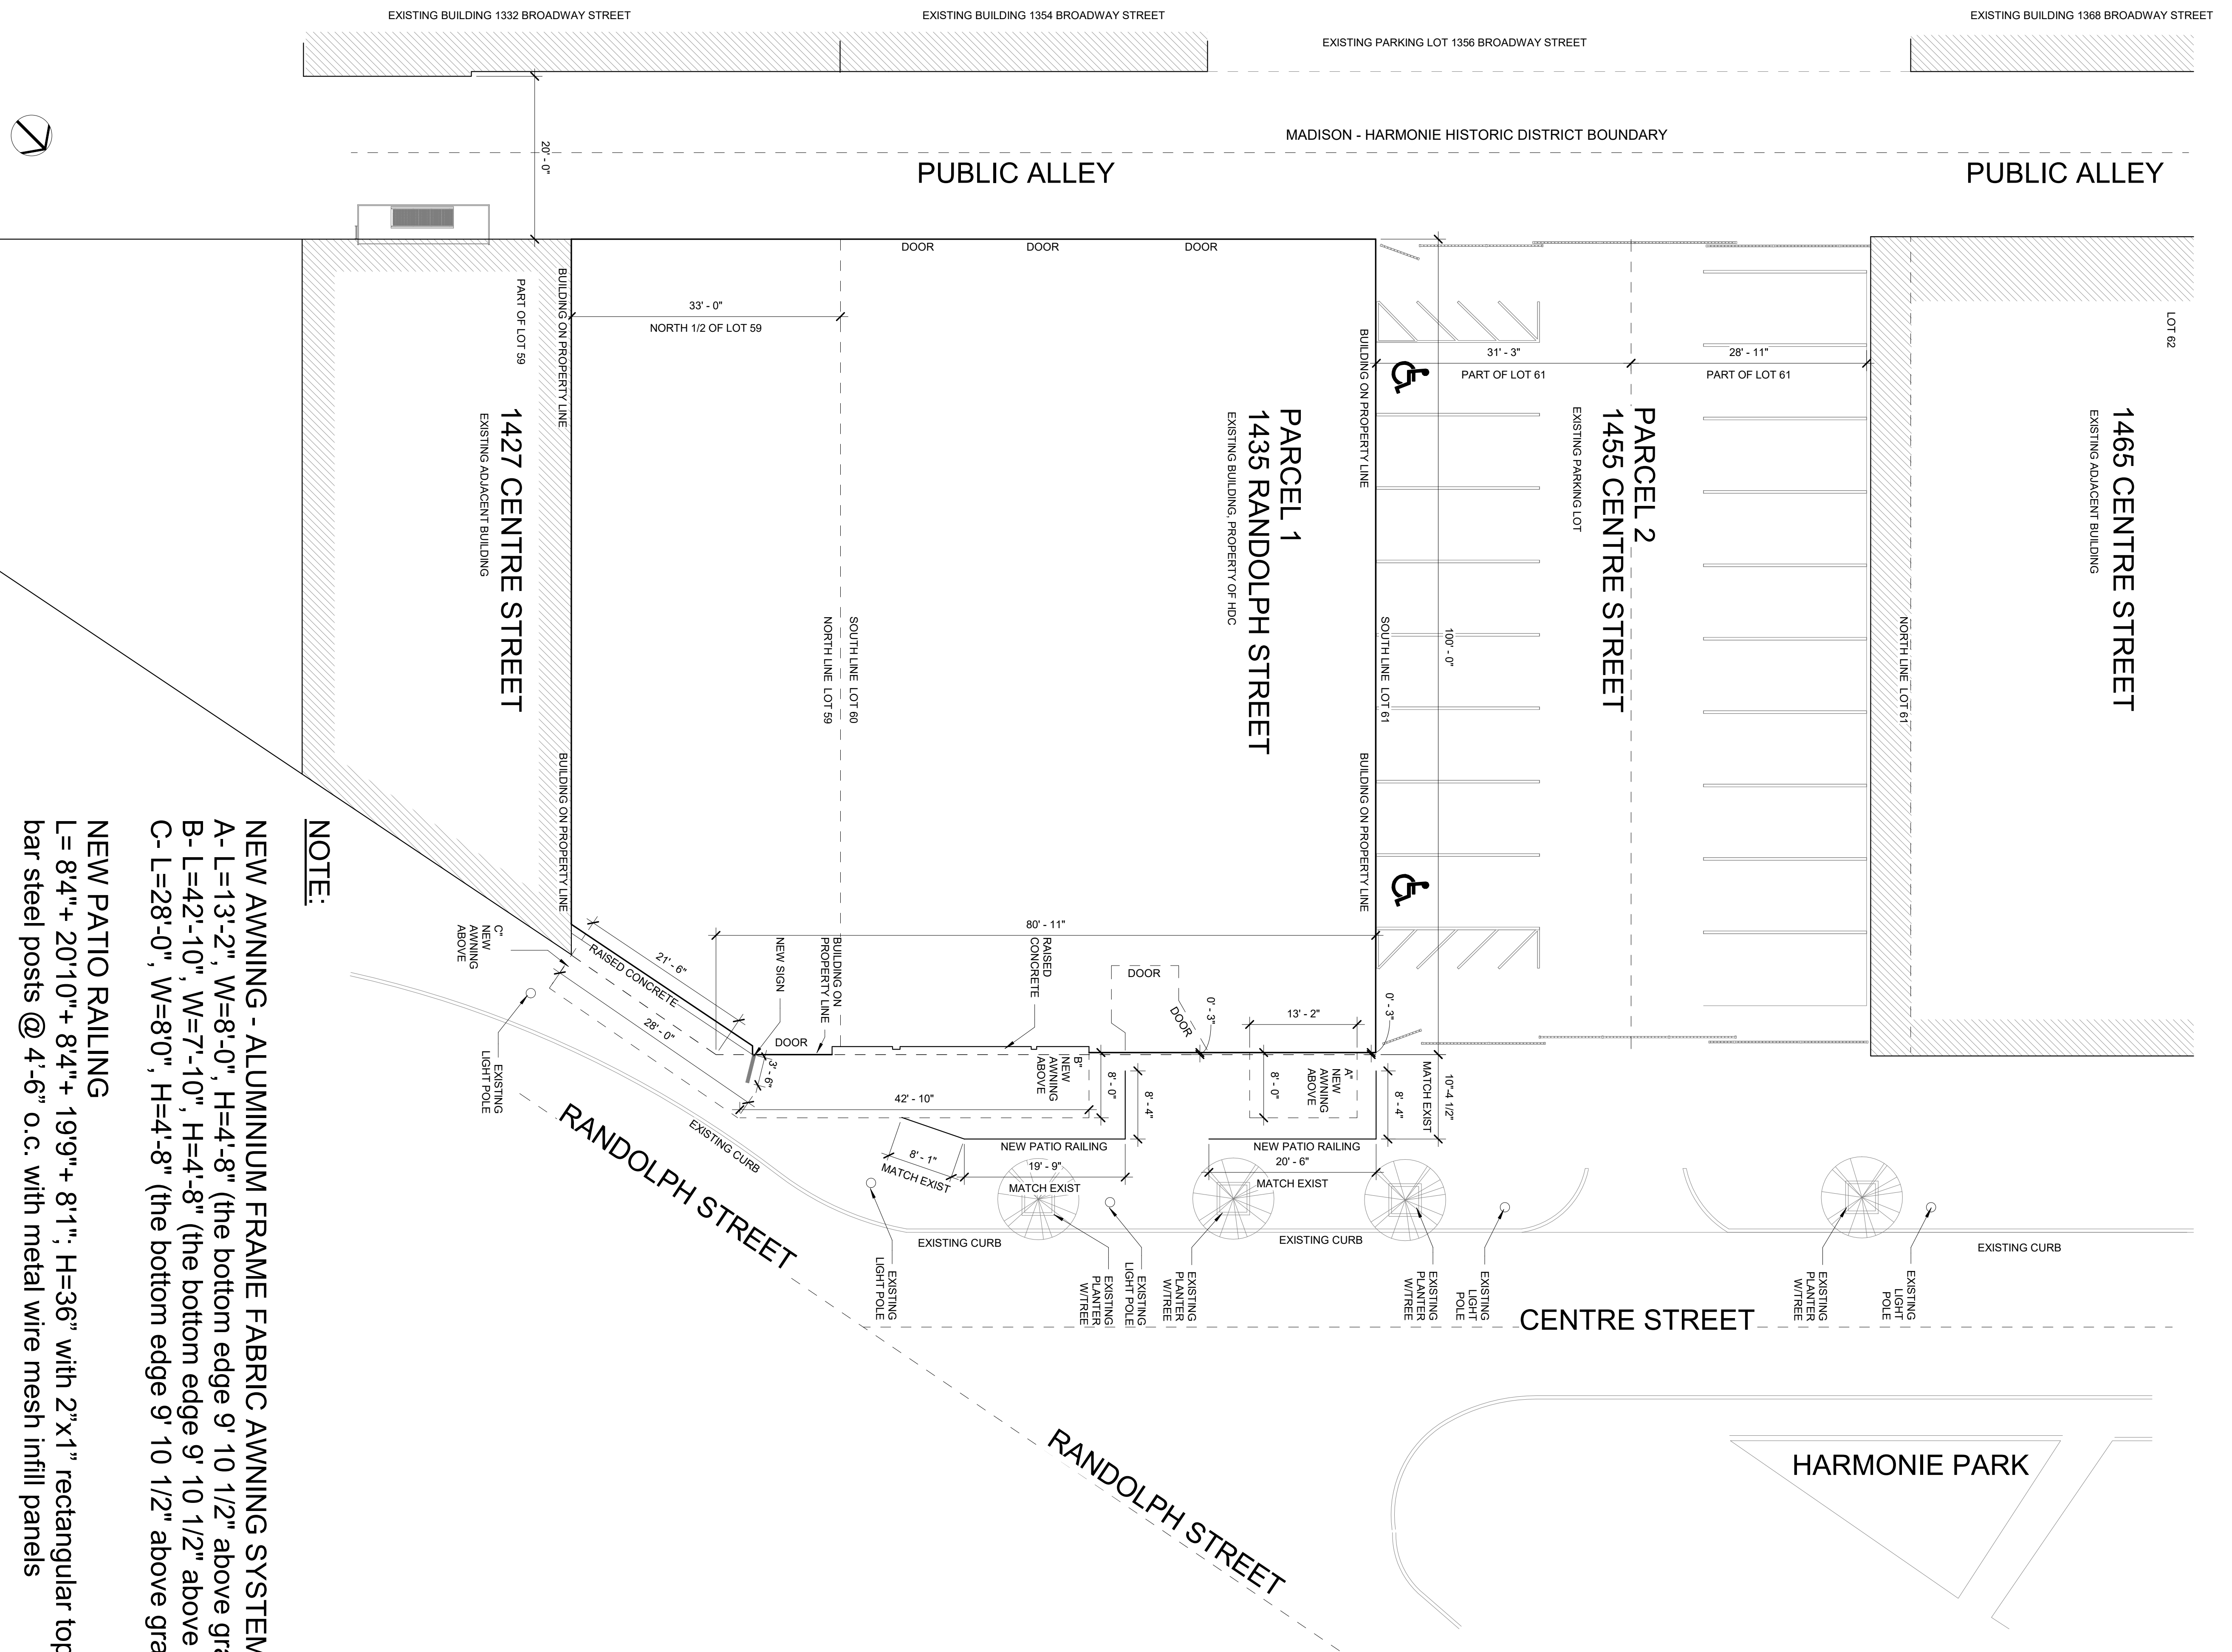 EXISTING BUILDING 1332 BROADWAY STREET
EXISTING BUILDING 1354 BROADWAY STREET
EXISTING BUILDING 1368 BROADWAY STREET
EXISTING PARKING LOT 1356 BROADWAY STREET
MADISON - HARMONIE HISTORIC DISTRICT BOUNDARY
20' - 0"
PUBLIC ALLEY
PUBLIC ALLEY
DOOR
DOOR
DOOR
PART OF LOT 59
BUILDING ON PROPERTY LINE
33' - 0"
NORTH 1/2 OF LOT 59
BUILDING ON PROPERTY LINE
31' - 3"
PART OF LOT 61
28' - 11"
PART OF LOT 61
LOT 62
1427 CENTRE STREET
EXISTING ADJACENT BUILDING
PARCEL 1
1435 RANDOLPH STREET
EXISTING BUILDING, PROPERTY OF HDC
PARCEL 2
1455 CENTRE STREET
EXISTING PARKING LOT
1465 CENTRE STREET
EXISTING ADJACENT BUILDING
SOUTH LINE LOT 60
NORTH LINE LOT 59
SOUTH LINE LOT 61
100' - 0"
NORTH LINE LOT 61
BUILDING ON PROPERTY LINE
BUILDING ON PROPERTY LINE
C"
NEW
AWNING
ABOVE
21' - 6"
RAISED CONCRETE
28' - 0"
80' - 11"
NEW SIGN
BUILDING ON
PROPERTY LINE
RAISED
CONCRETE
DOOR
DOOR
DOOR
0' - 3"
13' - 2"
0' - 3"
3' - 6"
B"
NEW
AWNING
ABOVE
8' - 0"
8' - 4"
8' - 0"
A"
NEW
AWNING
ABOVE
8' - 4"
MATCH EXIST
10"-4 1/2"
42' - 10"
EXISTING
LIGHT POLE
EXISTING CURB
8' - 1"
MATCH EXIST
NEW PATIO RAILING
19' - 9"
MATCH EXIST
NEW PATIO RAILING
20' - 6"
MATCH EXIST
RANDOLPH STREET
EXISTING CURB
EXISTING CURB
EXISTING CURB
EXISTING
LIGHT POLE
EXISTING
PLANTER
W/TREE
EXISTING
LIGHT POLE
EXISTING
PLANTER
W/TREE
EXISTING
PLANTER
W/TREE
EXISTING
LIGHT
POLE
EXISTING
PLANTER
W/TREE
EXISTING
LIGHT
POLE
CENTRE STREET
RANDOLPH STREET
HARMONIE PARK
NOTE:
NEW AWNING - ALUMINIUM FRAME FABRIC AWNING SYSTEM
A- L=13'-2", W=8'-0", H=4'-8" (the bottom edge 9' 10 1/2" above gra
B- L=42'-10", W=7'-10", H=4'-8" (the bottom edge 9' 10 1/2" above
C- L=28'-0", W=8'0", H=4'-8" (the bottom edge 9' 10 1/2" above gra
NEW PATIO RAILING
L= 8'4"+ 20'10"+ 8'4"+ 19'9"+ 8'1"; H=36” with 2”x1” rectangular top
bar steel posts @ 4’-6” o.c. with metal wire mesh infill panels